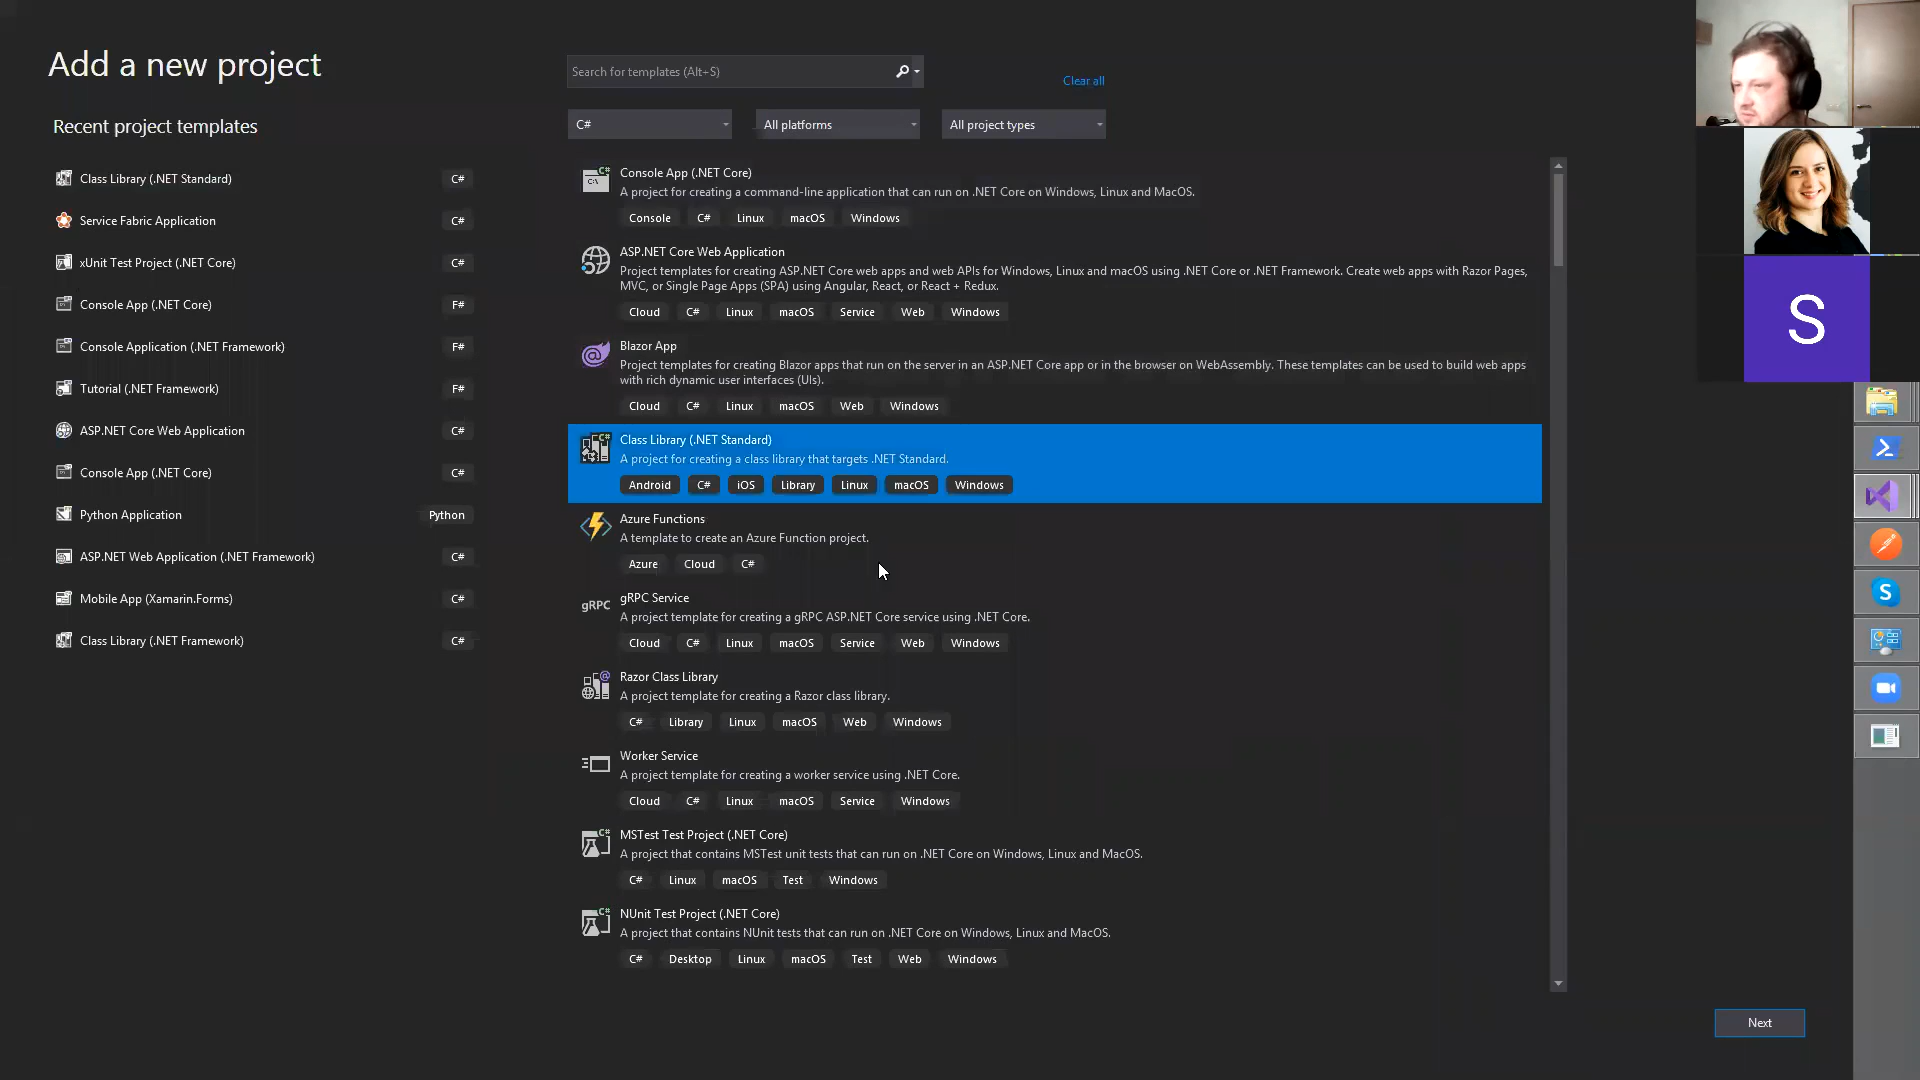 Add a new project
Recent project templates
Class Library (.NET Standard) C#
Service Fabric Application C#
xUnit Test Project (.NET Core) C#
Console App (.NET Core) F#
Console Application (.NET Framework) F#
Tutorial (.NET Framework) F#
ASP.NET Core Web Application C#
Console App (.NET Core) C#
Python Application Python
ASP.NET Web Application (.NET Framework) C#
Mobile App (Xamarin.Forms) C#
Class Library (.NET Framework) C#
Search for templates (Alt+S)
Clear all
C# All platforms All project types
Console App (.NET Core)
A project for creating a command-line application that can run on .NET Core on Windows, Linux and MacOS.
Console C# Linux macOS Windows
ASP.NET Core Web Application
Project templates for creating ASP.NET Core web apps and web APIs for Windows, Linux and macOS using .NET Core or .NET Framework. Create web apps with Razor Pages,
MVC, or Single Page Apps (SPA) using Angular, React, or React + Redux.
Cloud C# Linux macOS Service Web Windows
Blazor App
Project templates for creating Blazor apps that run on the server in an ASP.NET Core app or in the browser on WebAssembly. These templates can be used to build web apps
with rich dynamic user interfaces (UIs).
Cloud C# Linux macOS Web Windows
Class Library (.NET Standard)
A project for creating a class library that targets .NET Standard.
Android C# iOS Library Linux macOS Windows
Azure Functions
A template to create an Azure Function project.
Azure Cloud C#
gRPC
gRPC Service
A project template for creating a gRPC ASP.NET Core service using .NET Core.
Cloud C# Linux macOS Service Web Windows
Razor Class Library
A project template for creating a Razor class library.
C# Library Linux macOS Web Windows
Worker Service
A project template for creating a worker service using .NET Core.
Cloud C# Linux macOS Service Windows
MSTest Test Project (.NET Core)
A project that contains MSTest unit tests that can run on .NET Core on Windows, Linux and MacOS.
C# Linux macOS Test Windows
NUnit Test Project (.NET Core)
A project that contains NUnit tests that can run on .NET Core on Windows, Linux and MacOS.
C# Desktop Linux macOS Test Web Windows
Next
S